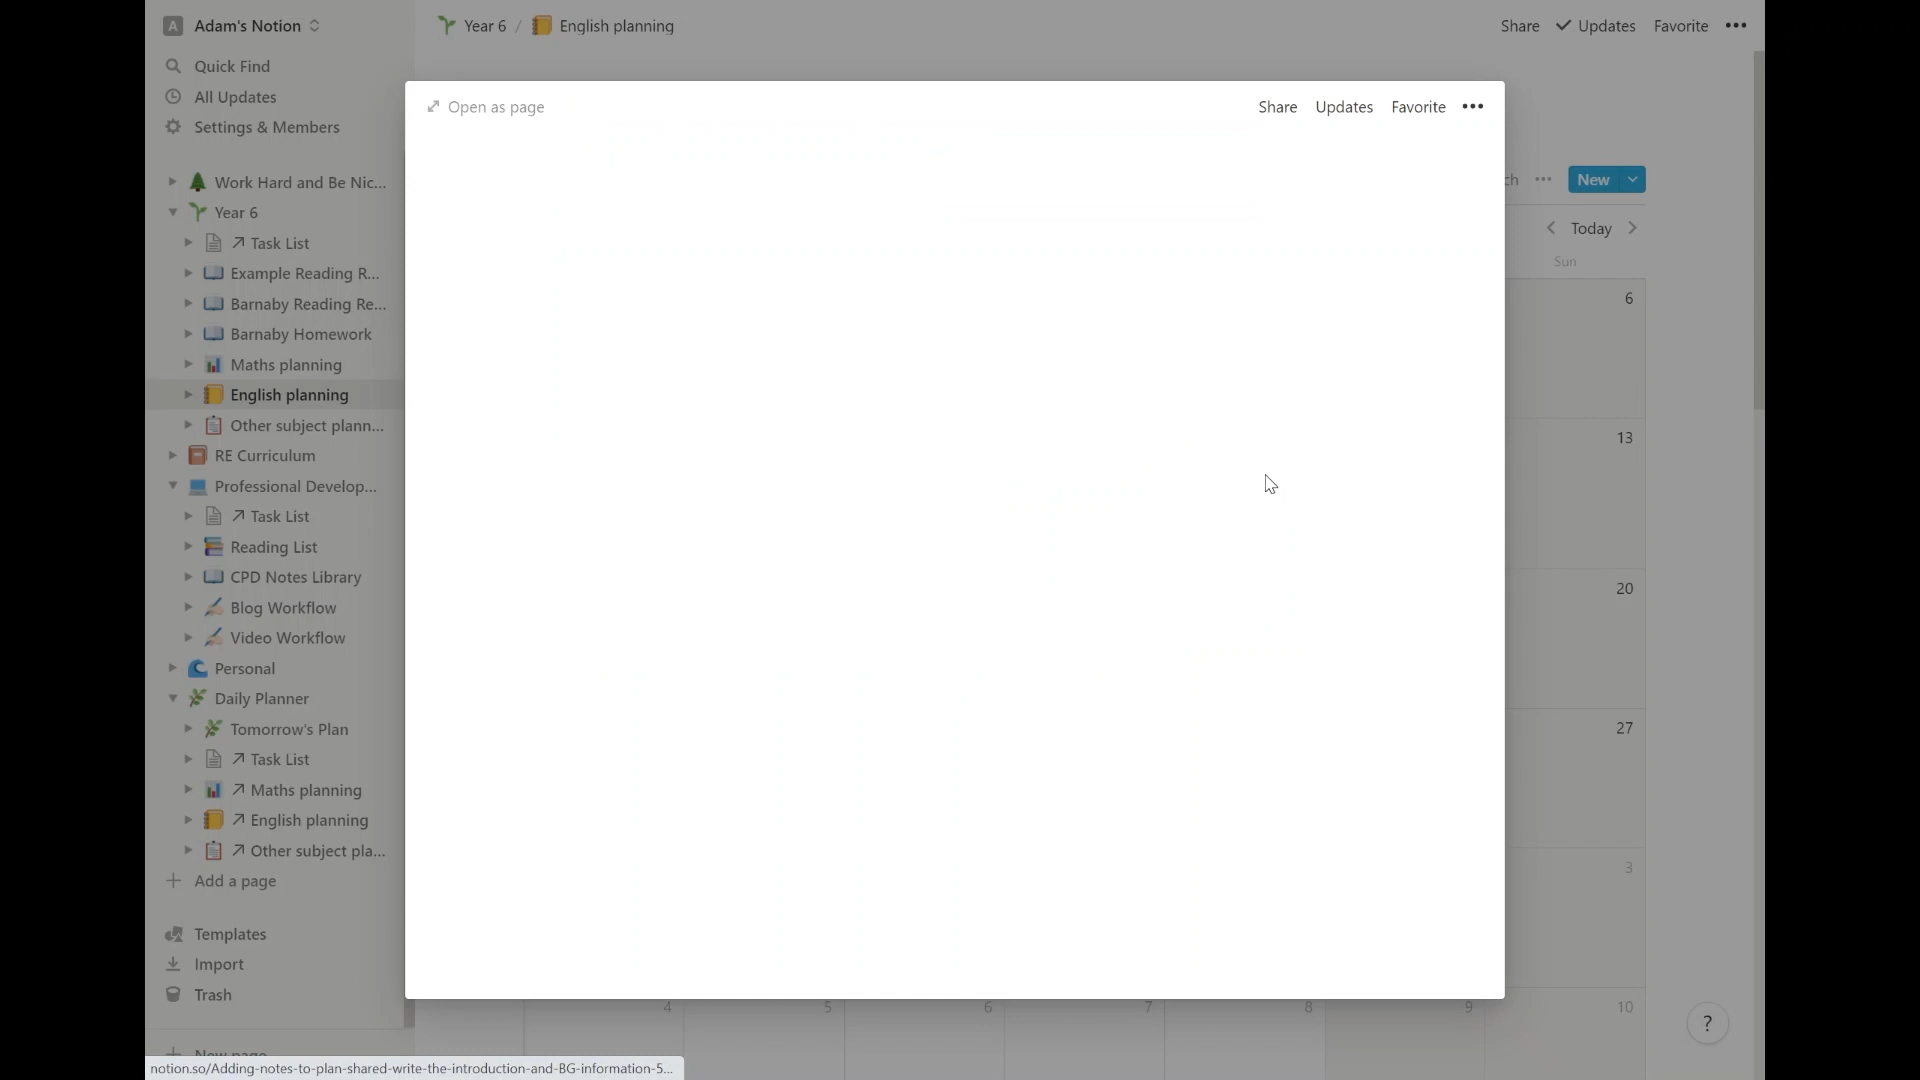 A Adam's Notion
Year 6 / English planning
Share Updates Favorite •••
Quick Find
All Updates
Settings & Members
Work Hard and Be Nic...
Year 6
Task List
Example Reading R...
Barnaby Reading Re...
Barnaby Homework
Maths planning
English planning
Other subject plann...
RE Curriculum
Professional Develop...
Task List
Reading List
CPD Notes Library
Blog Workflow
Video Workflow
Personal
Daily Planner
Tomorrow's Plan
Task List
Maths planning
English planning
Other subject pla...
Add a page
Templates
Import
Trash
New page
Open as page
Share Updates Favorite •••
ch ••• New
Today
Sun
6
13
20
27
3
4 5 6 7 8 9 10
?
notion.so/Adding-notes-to-plan-shared-write-the-introduction-and-BG-information-5...